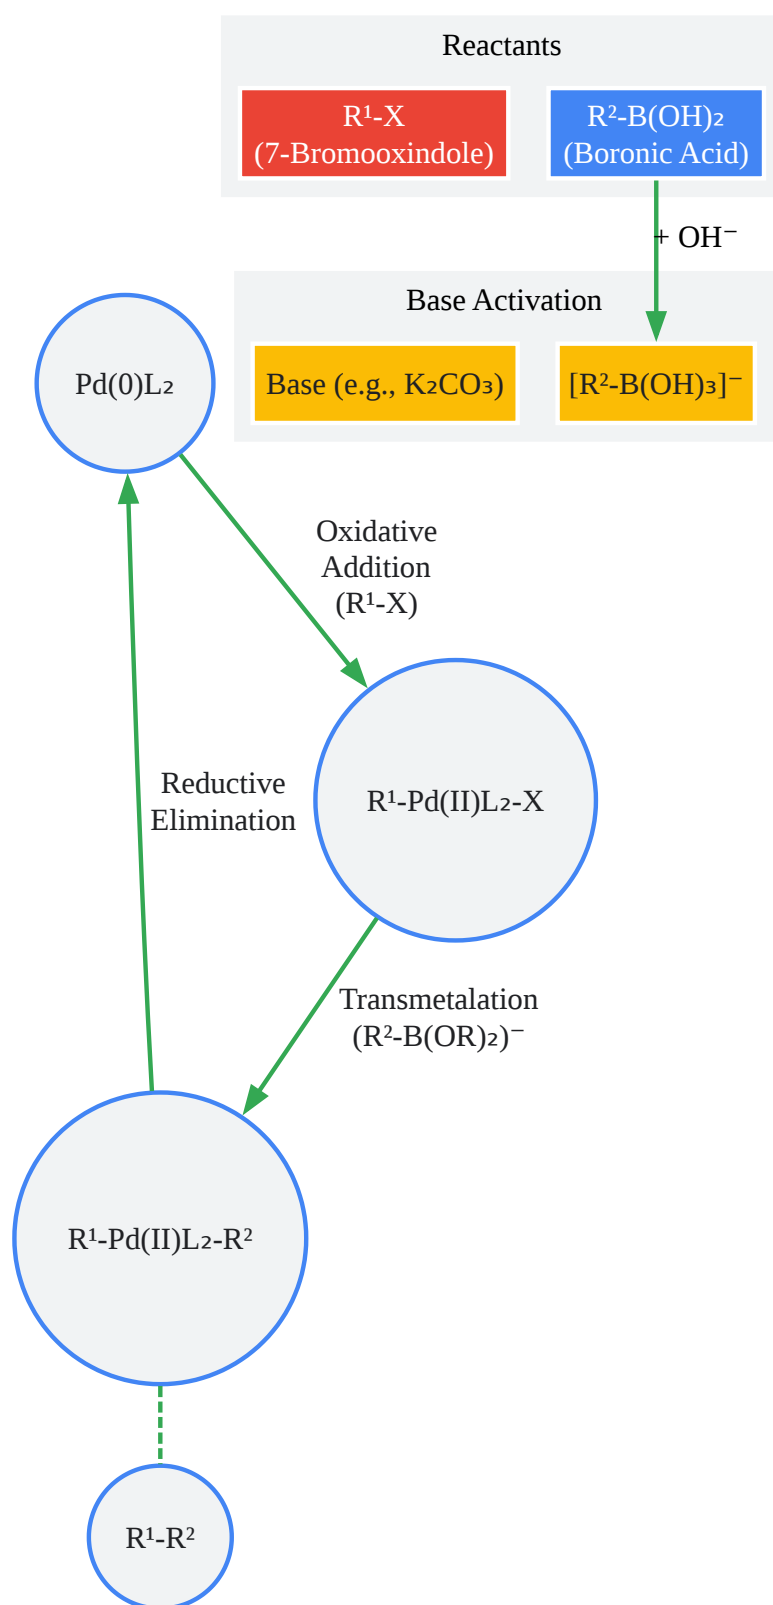 Reactants
R¹-X
(7-Bromooxindole)
R²-B(OH)₂
(Boronic Acid)
+ OH⁻
Base Activation
Base (e.g., K₂CO₃)
[R²-B(OH)₃]⁻
Pd(0)L₂
Oxidative
Addition
(R¹-X)
R¹-Pd(II)L₂-X
Reductive
Elimination
Transmetalation
(R²-B(OR)₂)⁻
R¹-Pd(II)L₂-R²
R¹-R²